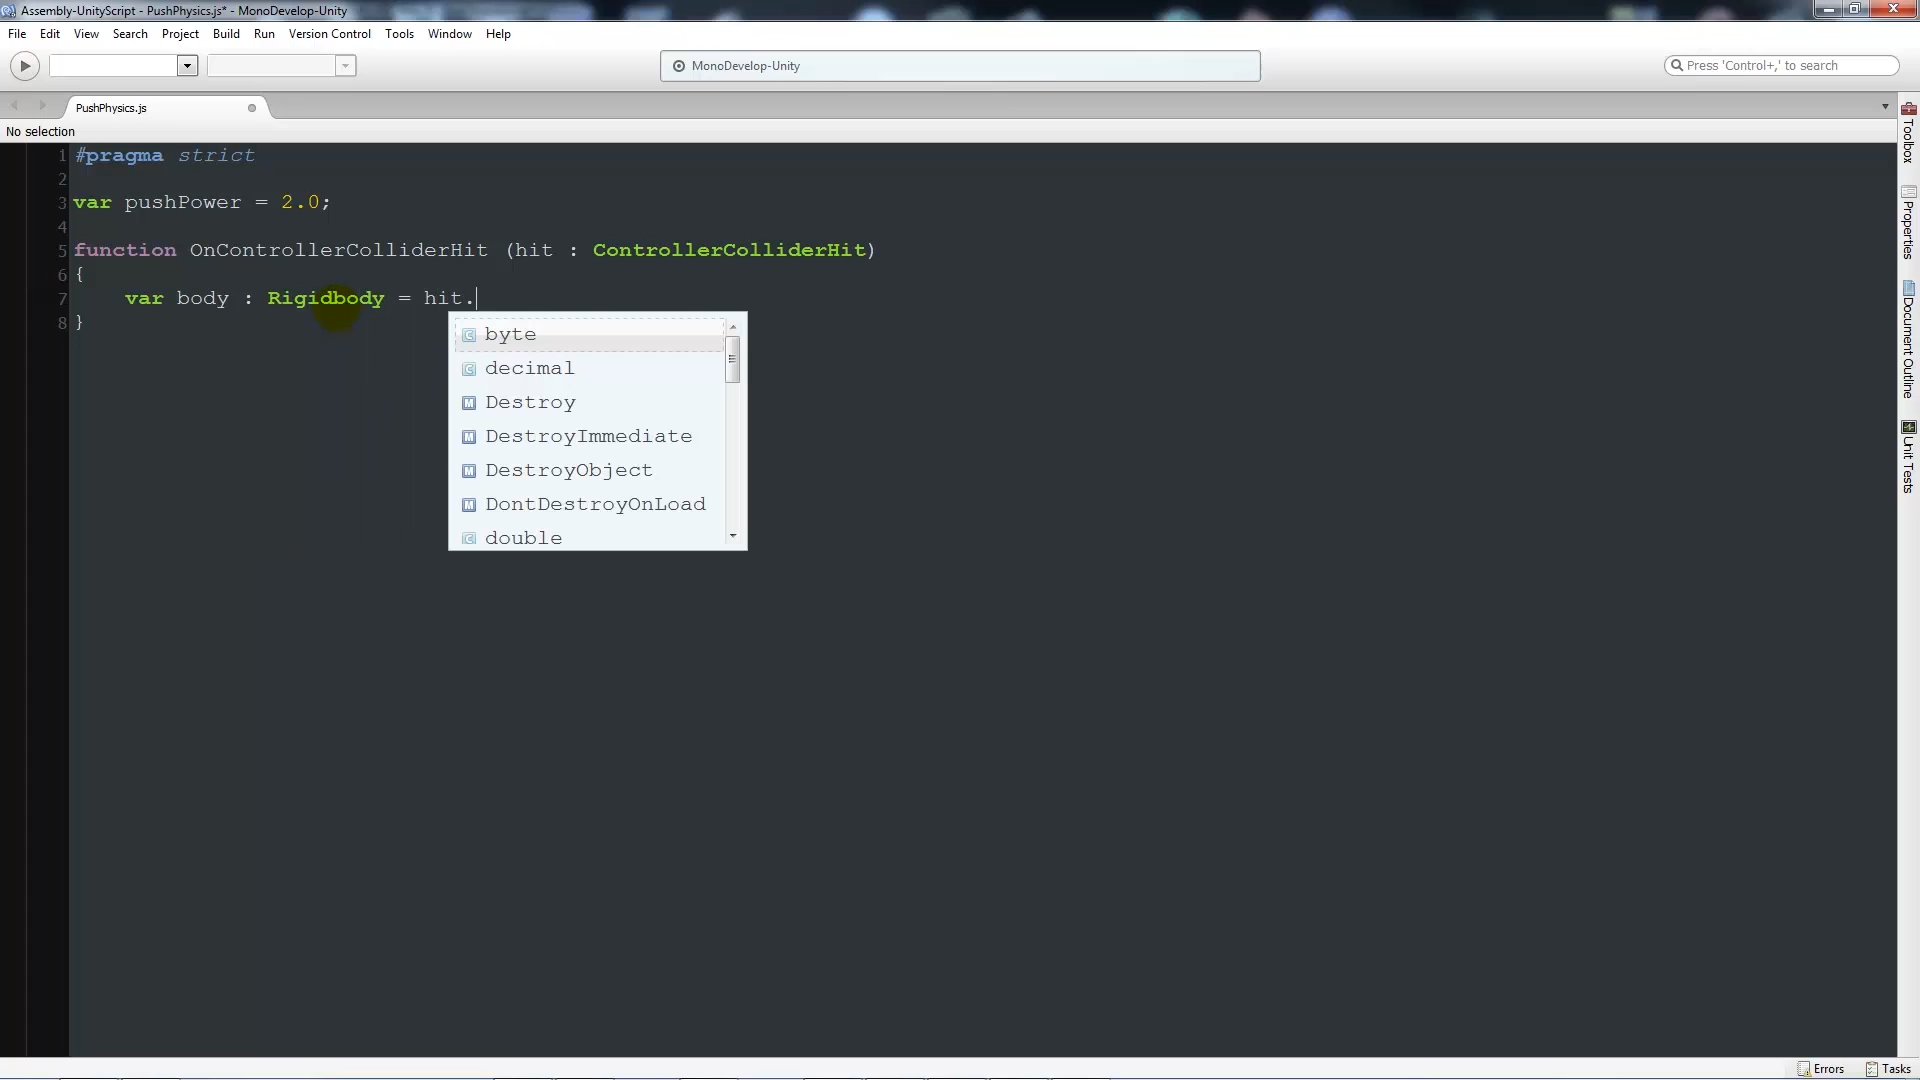 Assembly-UnityScript - PushPhysics.js* - MonoDevelop-Unity
File Edit View Search Project Build Run Version Control Tools Window Help
MonoDevelop-Unity
Press 'Control+,' to search
PushPhysics.js
No selection
1 #pragma strict
2
3 var pushPower = 2.0;
4
5 function OnControllerColliderHit (hit : ControllerColliderHit)
6 {
7 var body : Rigidbody = hit.
8 }
byte
decimal
Destroy
DestroyImmediate
DestroyObject
DontDestroyOnLoad
double
Toolbox
Properties
Document Outline
Unit Tests
Errors Tasks